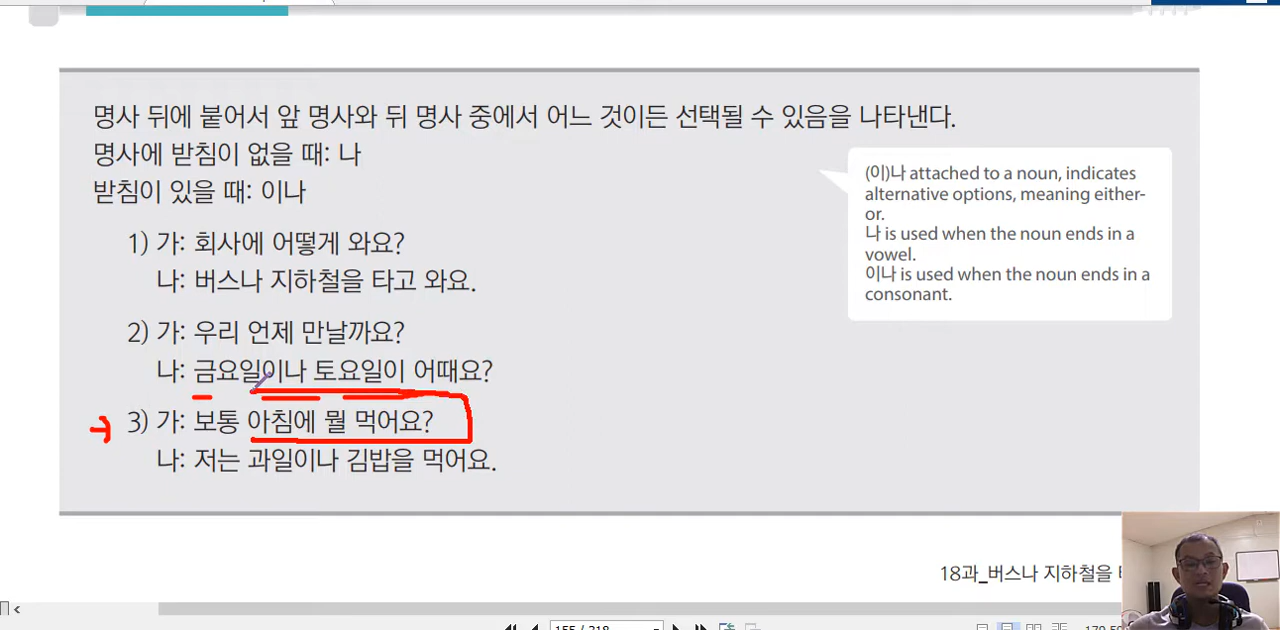 명사 뒤에 붙어서 앞 명사와 뒤 명사 중에서 어느 것이든 선택될 수 있음을 나타낸다.
명사에 받침이 없을 때: 나
받침이 있을 때: 이나
1) 가: 회사에 어떻게 와요?
나: 버스나 지하철을 타고 와요.
2) 가: 우리 언제 만날까요?
나: 금요일이나 토요일이 어때요?
3) 가: 보통 아침에 뭘 먹어요?
나: 저는 과일이나 김밥을 먹어요.
(이)나 attached to a noun, indicates
alternative options, meaning either-
or.
나 is used when the noun ends in a
vowel.
이나 is used when the noun ends in a
consonant.
18과_버스나 지하철을
155 / 218